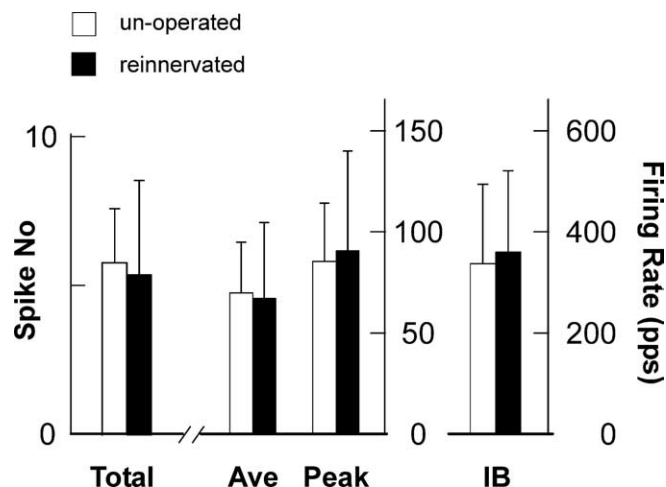 un-operated
reinnervated
10
0
Spike No
150
100
50
0
600
400
200
0
Firing Rate (pps)
Total
Ave
Peak
IB